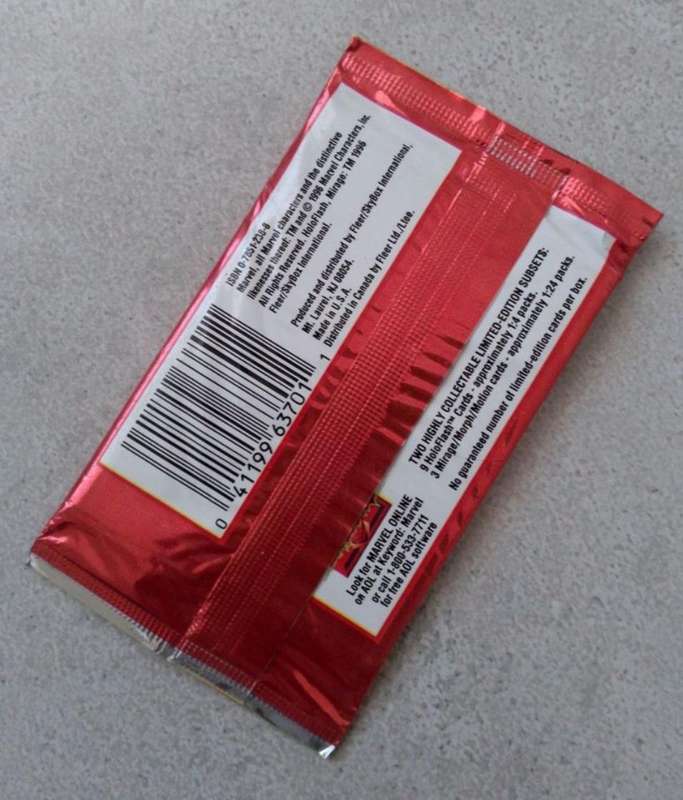 ISBN 0-7851-238-8
Marvel, all Marvel characters and the distinctive
likenesses thereof: TM and © 1996 Marvel Characters, Inc.
All Rights Reserved. HoloFlash, Mirage: TM 1996
Fleer/SkyBox International.
Produced and distributed by Fleer/SkyBox International,
Mt. Laurel, NJ 08054.
Made in U.S.A.
Distributed in Canada by Fleer Ltd./Ltee.
0 41199 63701 1
TWO HIGHLY COLLECTABLE LIMITED-EDITION SUBSETS:
9 HoloFlash™ Cards - approximately 1:4 packs.
3 Mirage/Morph/Motion cards - approximately 1:24 packs.
No guaranteed number of limited-edition cards per box.
Look for MARVEL ONLINE
on AOL at Keyword: Marvel
or call 1-800-533-7711
for free AOL software